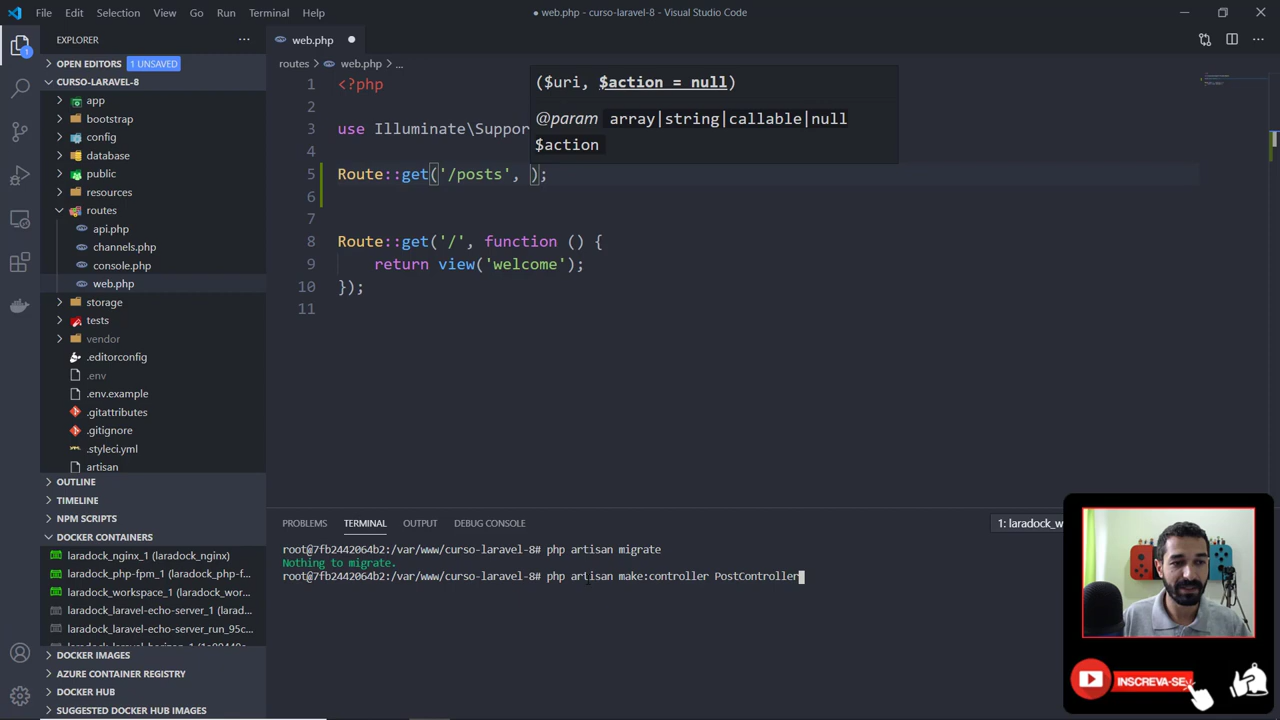 File Edit Selection View Go Run Terminal Help
● web.php - curso-laravel-8 - Visual Studio Code
EXPLORER
OPEN EDITORS 1 UNSAVED
CURSO-LARAVEL-8
app
bootstrap
config
database
public
resources
routes
api.php
channels.php
console.php
web.php
storage
tests
vendor
.editorconfig
.env
.env.example
.gitattributes
.gitignore
.styleci.yml
artisan
OUTLINE
TIMELINE
NPM SCRIPTS
DOCKER CONTAINERS
laradock_nginx_1 (laradock_nginx)
laradock_php-fpm_1 (laradock_php-f...
laradock_workspace_1 (laradock_wor...
laradock_laravel-echo-server_1 (larad...
laradock_laravel-echo-server_run_95c...
DOCKER IMAGES
AZURE CONTAINER REGISTRY
DOCKER HUB
SUGGESTED DOCKER HUB IMAGES
1
web.php
routes > web.php > ...
1 <?php
2
3 use Illuminate\Suppor
4
5 Route::get('/posts', );
6
7
8 Route::get('/', function () {
9 return view('welcome');
10 });
11
($uri, $action = null)
@param array|string|callable|null
$action
PROBLEMS TERMINAL OUTPUT DEBUG CONSOLE
1: laradock_w
root@7fb2442064b2:/var/www/curso-laravel-8# php artisan migrate
Nothing to migrate.
root@7fb2442064b2:/var/www/curso-laravel-8# php artisan make:controller PostController
INSCREVA-SE